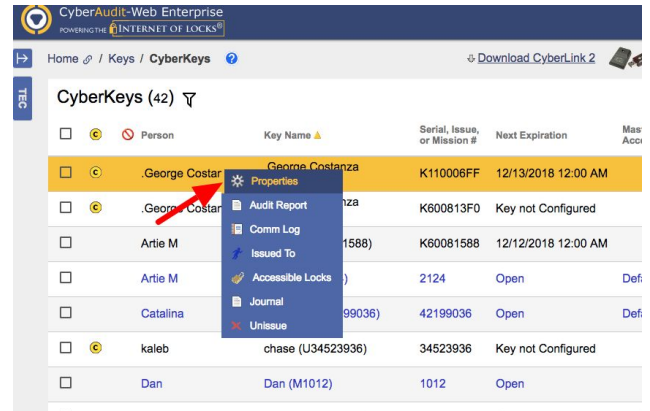 CyberAudit-Web Enterprise
POWERING THE INTERNET OF LOCKS®
Home / Keys / CyberKeys ?
Download CyberLink 2
TEC
CyberKeys (42)
C Person Key Name Serial, Issue, or Mission # Next Expiration
C .George Costar George Costanza K110006FF 12/13/2018 12:00 AM
Properties
C .George Costar nza K600813F0 Key not Configured
Audit Report
Comm Log
Artie M 1588) K60081588 12/12/2018 12:00 AM
Issued To
Artie M ) 2124 Open
Accessible Locks
Journal
Catalina 99036) 42199036 Open
Unissue
C kaleb chase (U34523936) 34523936 Key not Configured
Dan Dan (M1012) 1012 Open